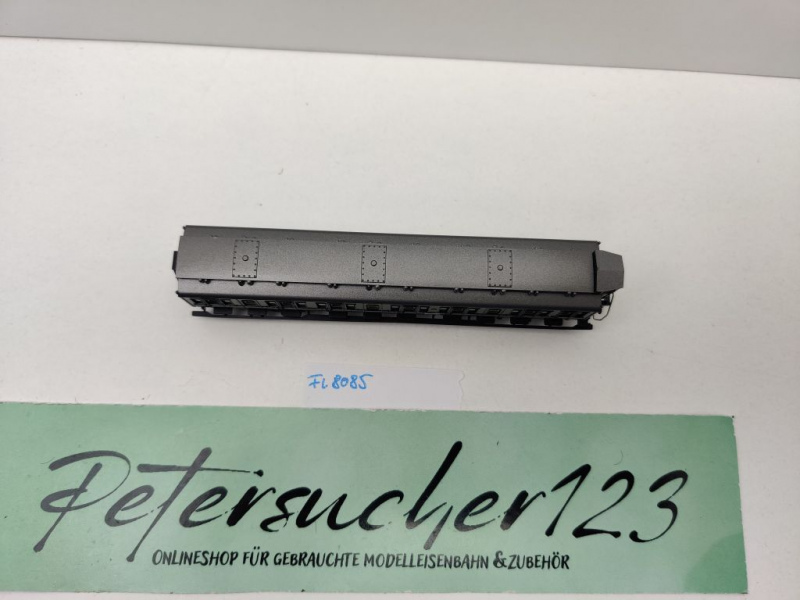 FL8085
Petersucher123
ONLINESHOP FÜR GEBRAUCHTE MODELLEISENBAHN & ZUBEHÖR